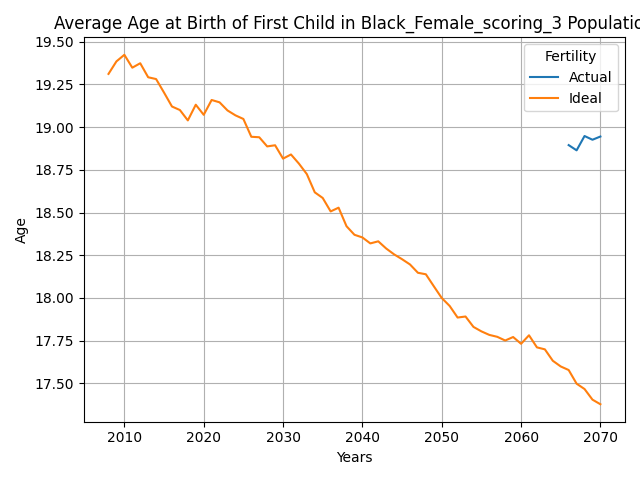 Average Age at Birth of First Child in Black_Female_scoring_3 Populatio
19.50
19.25
19.00
18.75
18.50
18.25
18.00
17.75
17.50
Age
Fertility
Actual
Ideal
2010 2020 2030 2040 2050 2060 2070
Years